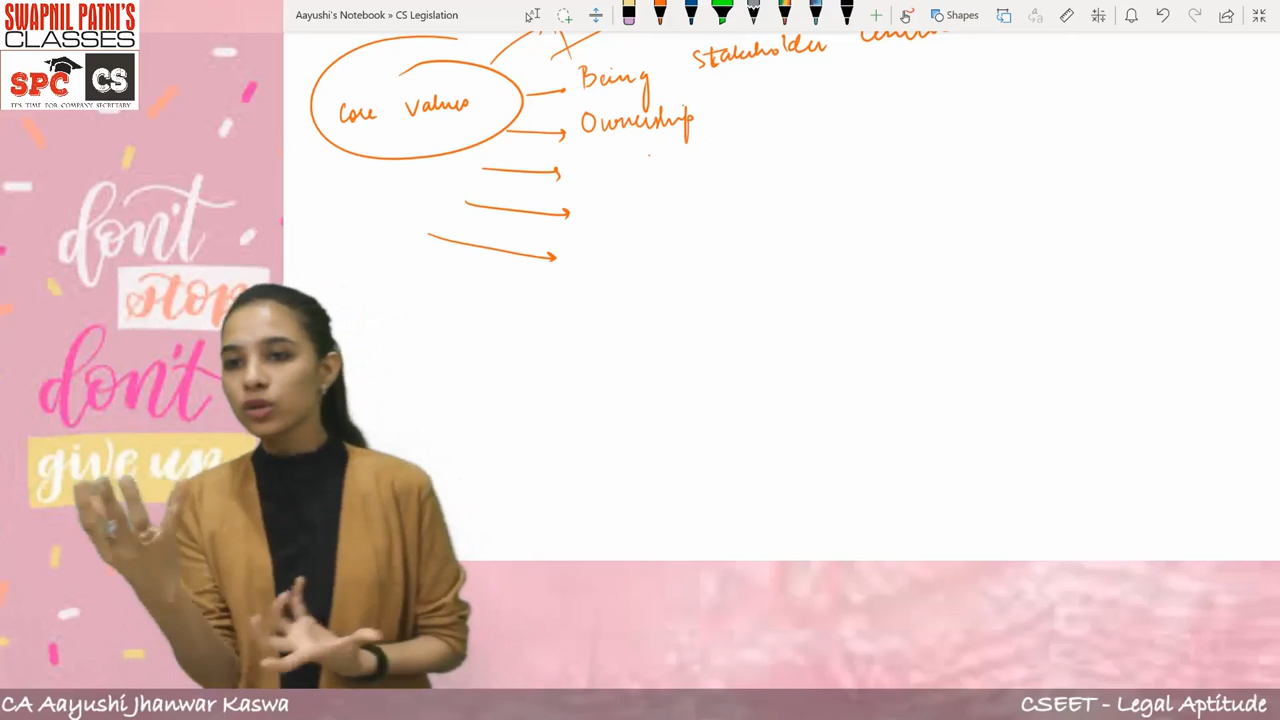 SWAPNIL PATNI'S
CLASSES
SPC CS
IT'S TIME FOR COMPANY SECRETARY
Aayushi's Notebook » CS Legislation
Shapes
Stakeholder
Core Values
Being
Ownership
don't
stop
don't
give up
CA Aayushi Jhanwar Kaswa
CSEET - Legal Aptitude